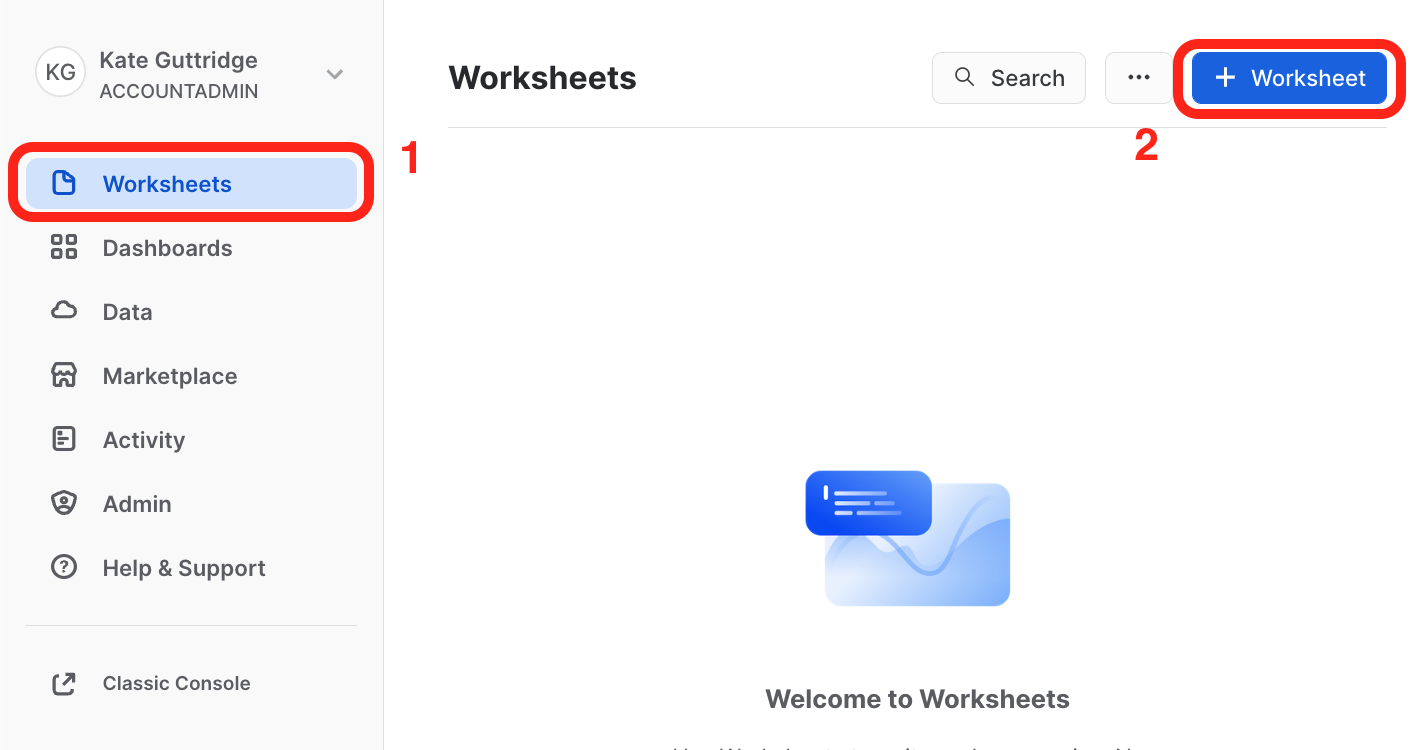 KG
Kate Guttridge
ACCOUNTADMIN
Worksheets
1
Dashboards
Data
Marketplace
Activity
Admin
Help & Support
Classic Console
Worksheets
Search
+ Worksheet
2
Welcome to Worksheets